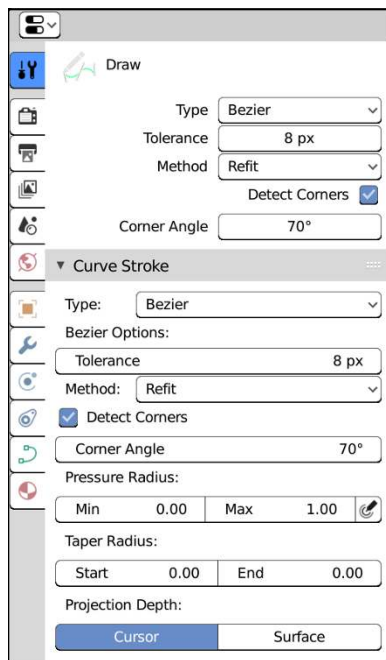 Draw
Type Bezier
Tolerance 8 px
Method Refit
Detect Corners
Corner Angle 70°
Curve Stroke
Type: Bezier
Bezier Options:
Tolerance 8 px
Method: Refit
Detect Corners
Corner Angle 70°
Pressure Radius:
Min 0.00 Max 1.00
Taper Radius:
Start 0.00 End 0.00
Projection Depth:
Cursor Surface